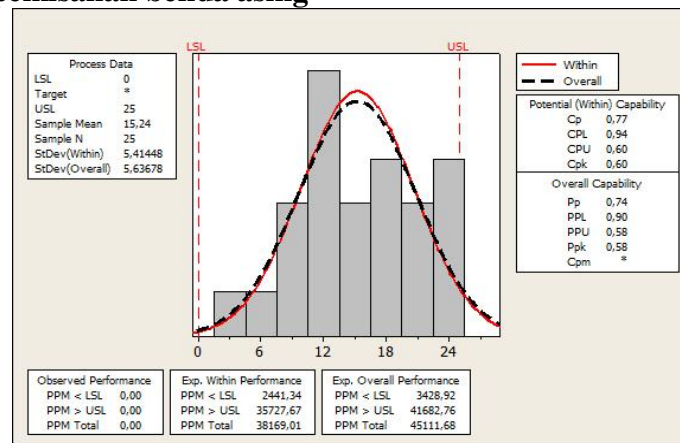 pemisahan benda asing
LSL
USL
Process Data
LSL 0
Target *
USL 25
Sample Mean 15,24
Sample N 25
StDev(Within) 5,41448
StDev(Overall) 5,63678
Within
Overall
Potential (Within) Capability
Cp 0,77
CPL 0,94
CPU 0,60
Cpk 0,60
Overall Capability
Pp 0,74
PPL 0,90
PPU 0,58
Ppk 0,58
Cpm *
0 6 12 18 24
Observed Performance
PPM < LSL 0,00
PPM > USL 0,00
PPM Total 0,00
Exp. Within Performance
PPM < LSL 2441,34
PPM > USL 35727,67
PPM Total 38169,01
Exp. Overall Performance
PPM < LSL 3428,92
PPM > USL 41682,76
PPM Total 45111,68